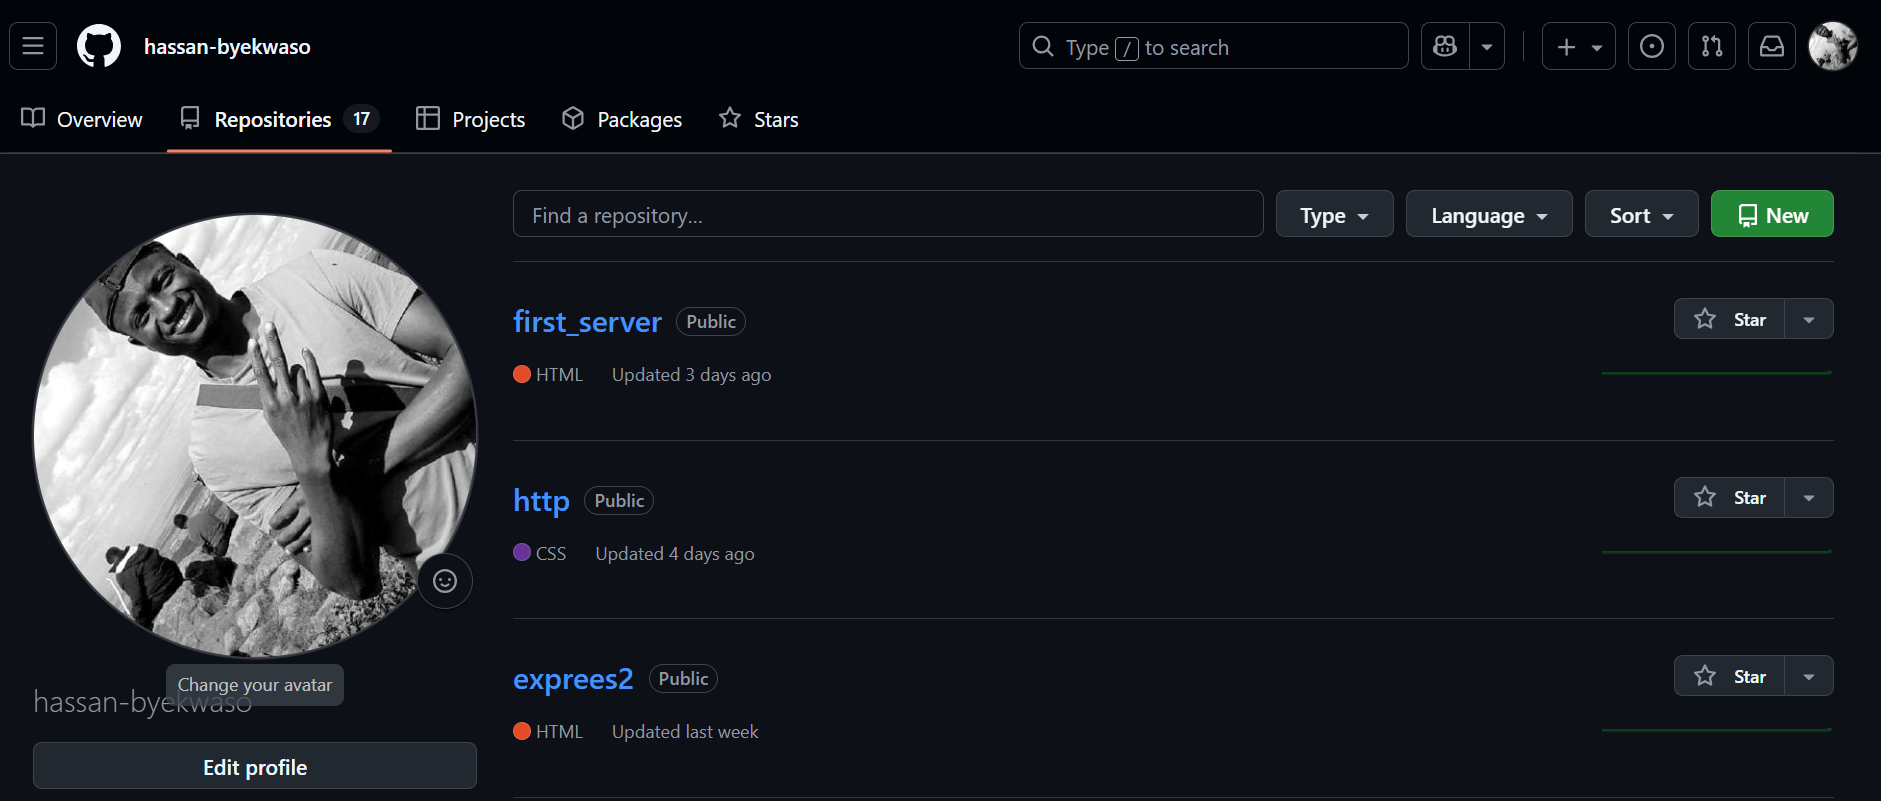 hassan-byekwaso
Type / to search
Overview
Repositories 17
Projects
Packages
Stars
Find a repository...
Type
Language
Sort
New
first_server Public
Star
HTML Updated 3 days ago
http Public
Star
CSS Updated 4 days ago
exprees2 Public
Star
HTML Updated last week
Change your avatar
hassan-byekwaso
Edit profile